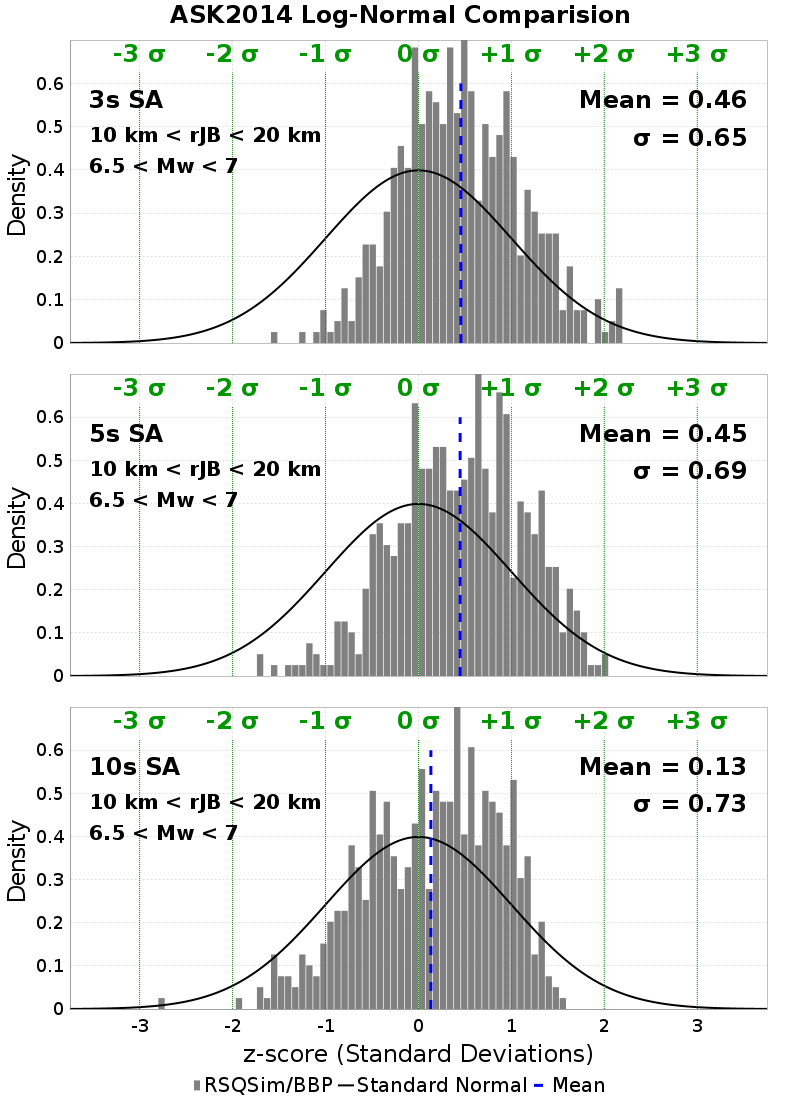 ASK2014 Log-Normal Comparision
-3 σ -2 σ -1 σ 0 σ +1 σ +2 σ +3 σ
3s SA Mean = 0.46
10 km < rJB < 20 km σ = 0.65
6.5 < Mw < 7
0.6
0.5
0.4
0.3
0.2
0.1
0
Density
-3 σ -2 σ -1 σ 0 σ +1 σ +2 σ +3 σ
5s SA Mean = 0.45
10 km < rJB < 20 km σ = 0.69
6.5 < Mw < 7
0.6
0.5
0.4
0.3
0.2
0.1
0
Density
-3 σ -2 σ -1 σ 0 σ +1 σ +2 σ +3 σ
10s SA Mean = 0.13
10 km < rJB < 20 km σ = 0.73
6.5 < Mw < 7
0.6
0.5
0.4
0.3
0.2
0.1
0
Density
-3 -2 -1 0 1 2 3
z-score (Standard Deviations)
RSQSim/BBP Standard Normal Mean